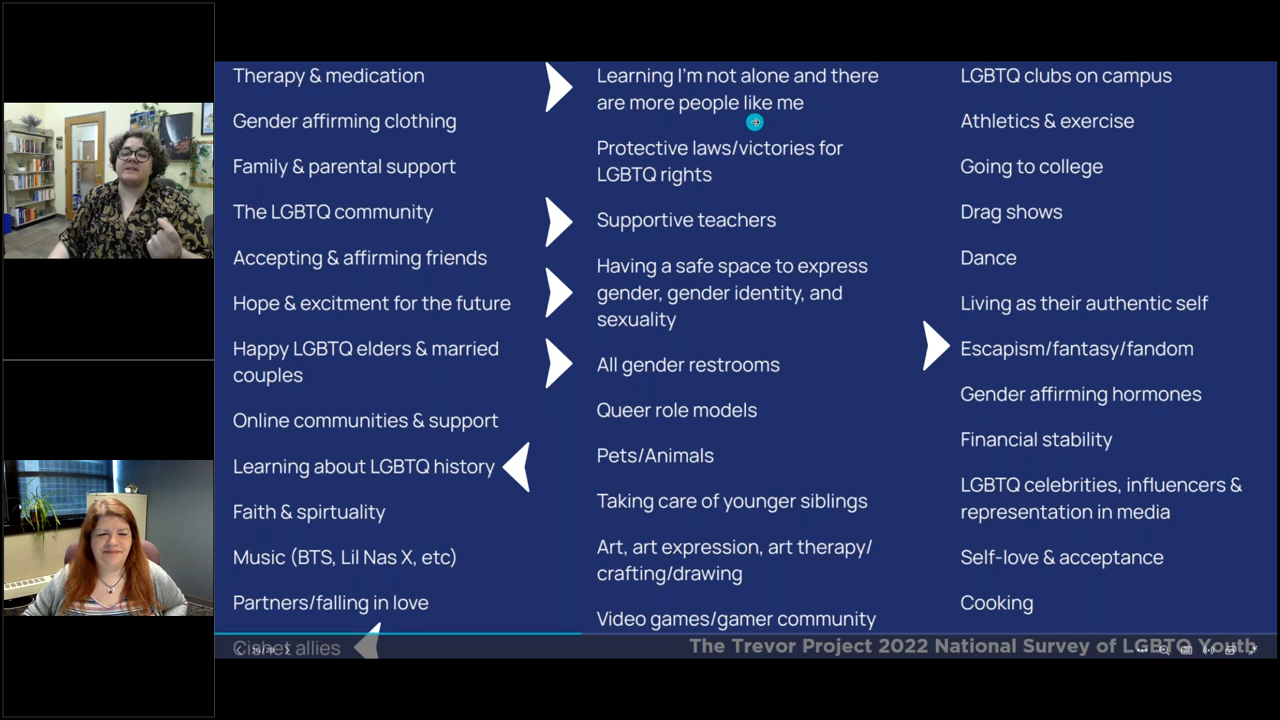 Therapy & medication
Gender affirming clothing
Family & parental support
The LGBTQ community
Accepting & affirming friends
Hope & excitment for the future
Happy LGBTQ elders & married
couples
Online communities & support
Learning about LGBTQ history
Faith & spirtuality
Music (BTS, Lil Nas X, etc)
Partners/falling in love
Cishet allies
Learning I'm not alone and there
are more people like me
Protective laws/victories for
LGBTQ rights
Supportive teachers
Having a safe space to express
gender, gender identity, and
sexuality
All gender restrooms
Queer role models
Pets/Animals
Taking care of younger siblings
Art, art expression, art therapy/
crafting/drawing
Video games/gamer community
LGBTQ clubs on campus
Athletics & exercise
Going to college
Drag shows
Dance
Living as their authentic self
Escapism/fantasy/fandom
Gender affirming hormones
Financial stability
LGBTQ celebrities, influencers &
representation in media
Self-love & acceptance
Cooking
The Trevor Project 2022 National Survey of LGBTQ Youth